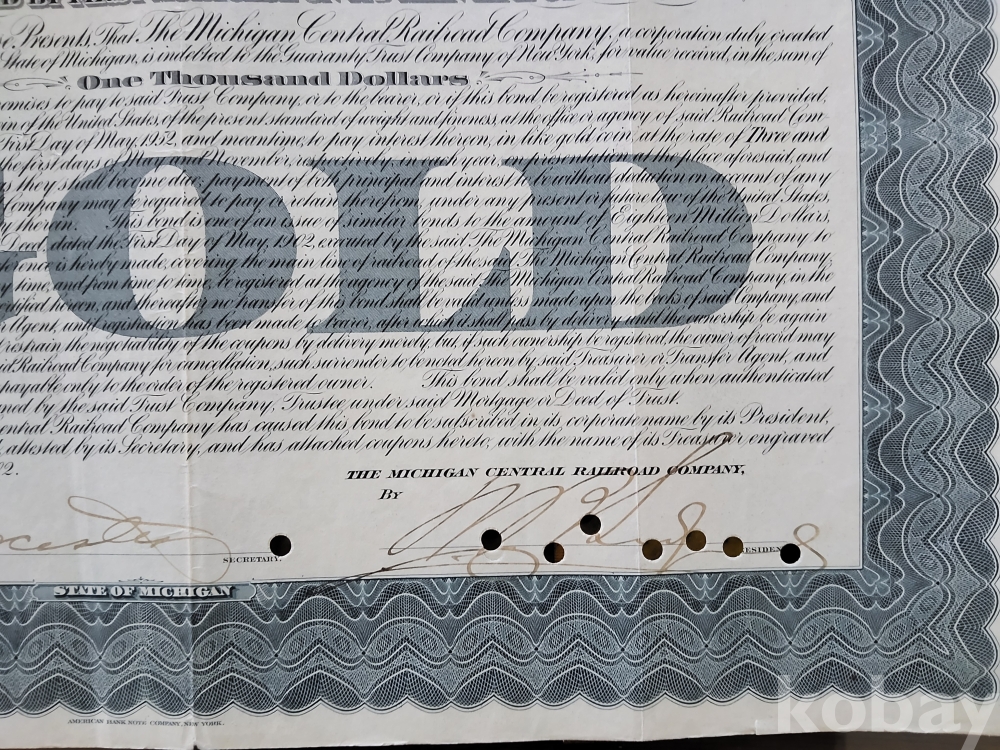 e Presents, That The Michigan Central Railroad Company, a corporation duly created
State of Michigan, is indebted to the Guaranty Trust Company of New York, for value received, in the sum of
One Thousand Dollars
romises to pay to said Trust Company, or to the bearer, or if this bond be registered as hereinafter provided,
in of the United States, of the present standard of weight and fineness, at the office or agency of said Railroad Com-
First Day of May, 1952, and meantime, to pay interest thereon, in like gold coin, at the rate of Three and
the first days of May and November, in each year, at the office aforesaid, and
they shall become due, payment of both principal and interest to be without deduction on account of any
Company may be required to pay or retain therefrom under any present or future law of the United States,
This bond is one of an issue of similar bonds to the amount of Eighteen Million Dollars,
Deed, dated the First Day of May, 1902, executed by the said The Michigan Central Railroad Company to
ence is hereby made, covering the main line of railroad of the said The Michigan Central Railroad Company,
time, and from time to time, be registered at the agency of the said The Michigan Central Railroad Company, in the
and thereafter no transfer of this bond shall be valid unless made upon the books of said Company, and
r Agent, until registration has been made to bearer, after which it shall pass by delivery until the ownership be again
restrain the negotiability of the coupons by delivery merely, but, if such ownership be registered, the owner of record may
Railroad Company for cancellation, such surrender to be noted hereon by said Treasurer or Transfer Agent, and
payable only to the order of the registered owner. This bond shall be valid only when authenticated
ned by the said Trust Company, Trustee under said Mortgage or Deed of Trust.
entral Railroad Company has caused this bond to be subscribed in its corporate name by its President,
attested by its Secretary, and has attached coupons hereto, with the name of its Treasurer engraved
2.
THE MICHIGAN CENTRAL RAILROAD COMPANY,
BY
SECRETARY.
ESIDEN
OLD
STATE OF MICHIGAN
AMERICAN BANK NOTE COMPANY, NEW YORK.
kobay